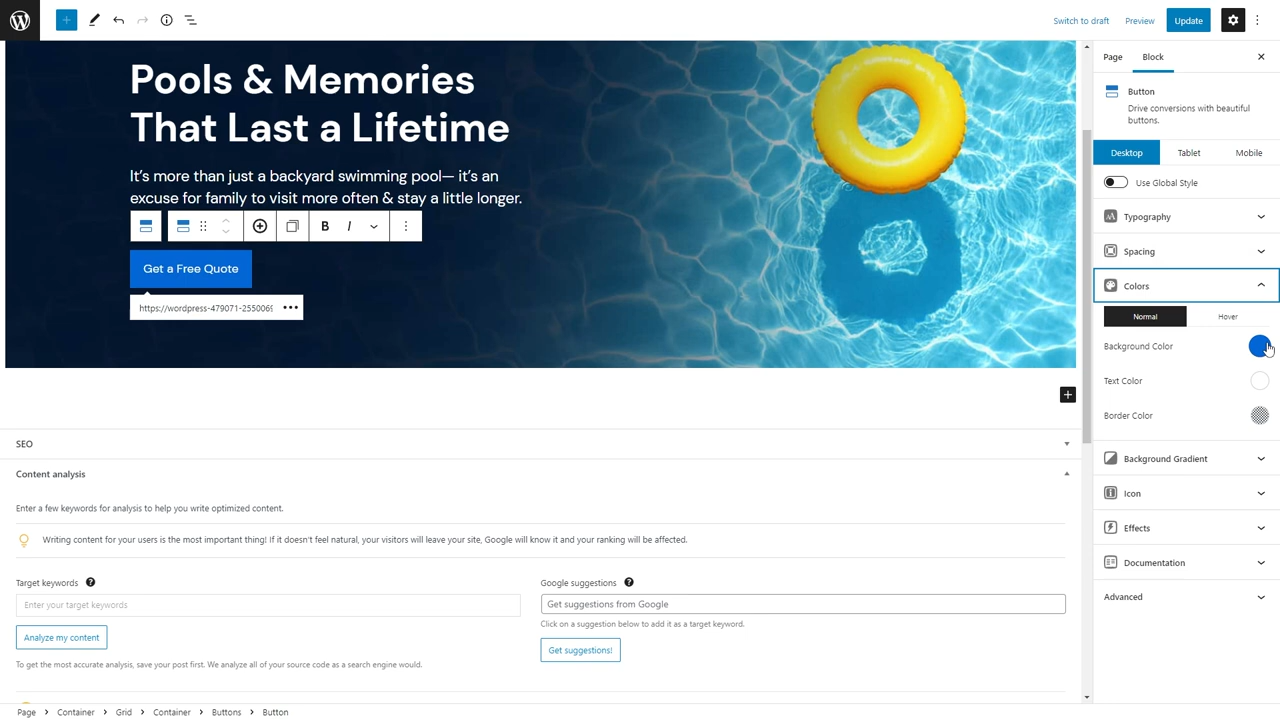 Switch to draft
Preview
Update
Pools & Memories
That Last a Lifetime
It's more than just a backyard swimming pool— it's an
excuse for family to visit more often & stay a little longer.
B I
Get a Free Quote
https://wordpress-479071-2550069
Page
Block
Button
Drive conversions with beautiful
buttons.
Desktop
Tablet
Mobile
Use Global Style
Typography
Spacing
Colors
Normal
Hover
Background Color
Text Color
Border Color
Background Gradient
Icon
Effects
Documentation
Advanced
SEO
Content analysis
Enter a few keywords for analysis to help you write optimized content.
Writing content for your users is the most important thing! If it doesn't feel natural, your visitors will leave your site, Google will know it and your ranking will be affected.
Target keywords
Enter your target keywords
Analyze my content
To get the most accurate analysis, save your post first. We analyze all of your source code as a search engine would.
Google suggestions
Get suggestions from Google
Click on a suggestion below to add it as a target keyword.
Get suggestions!
Page > Container > Grid > Container > Buttons > Button